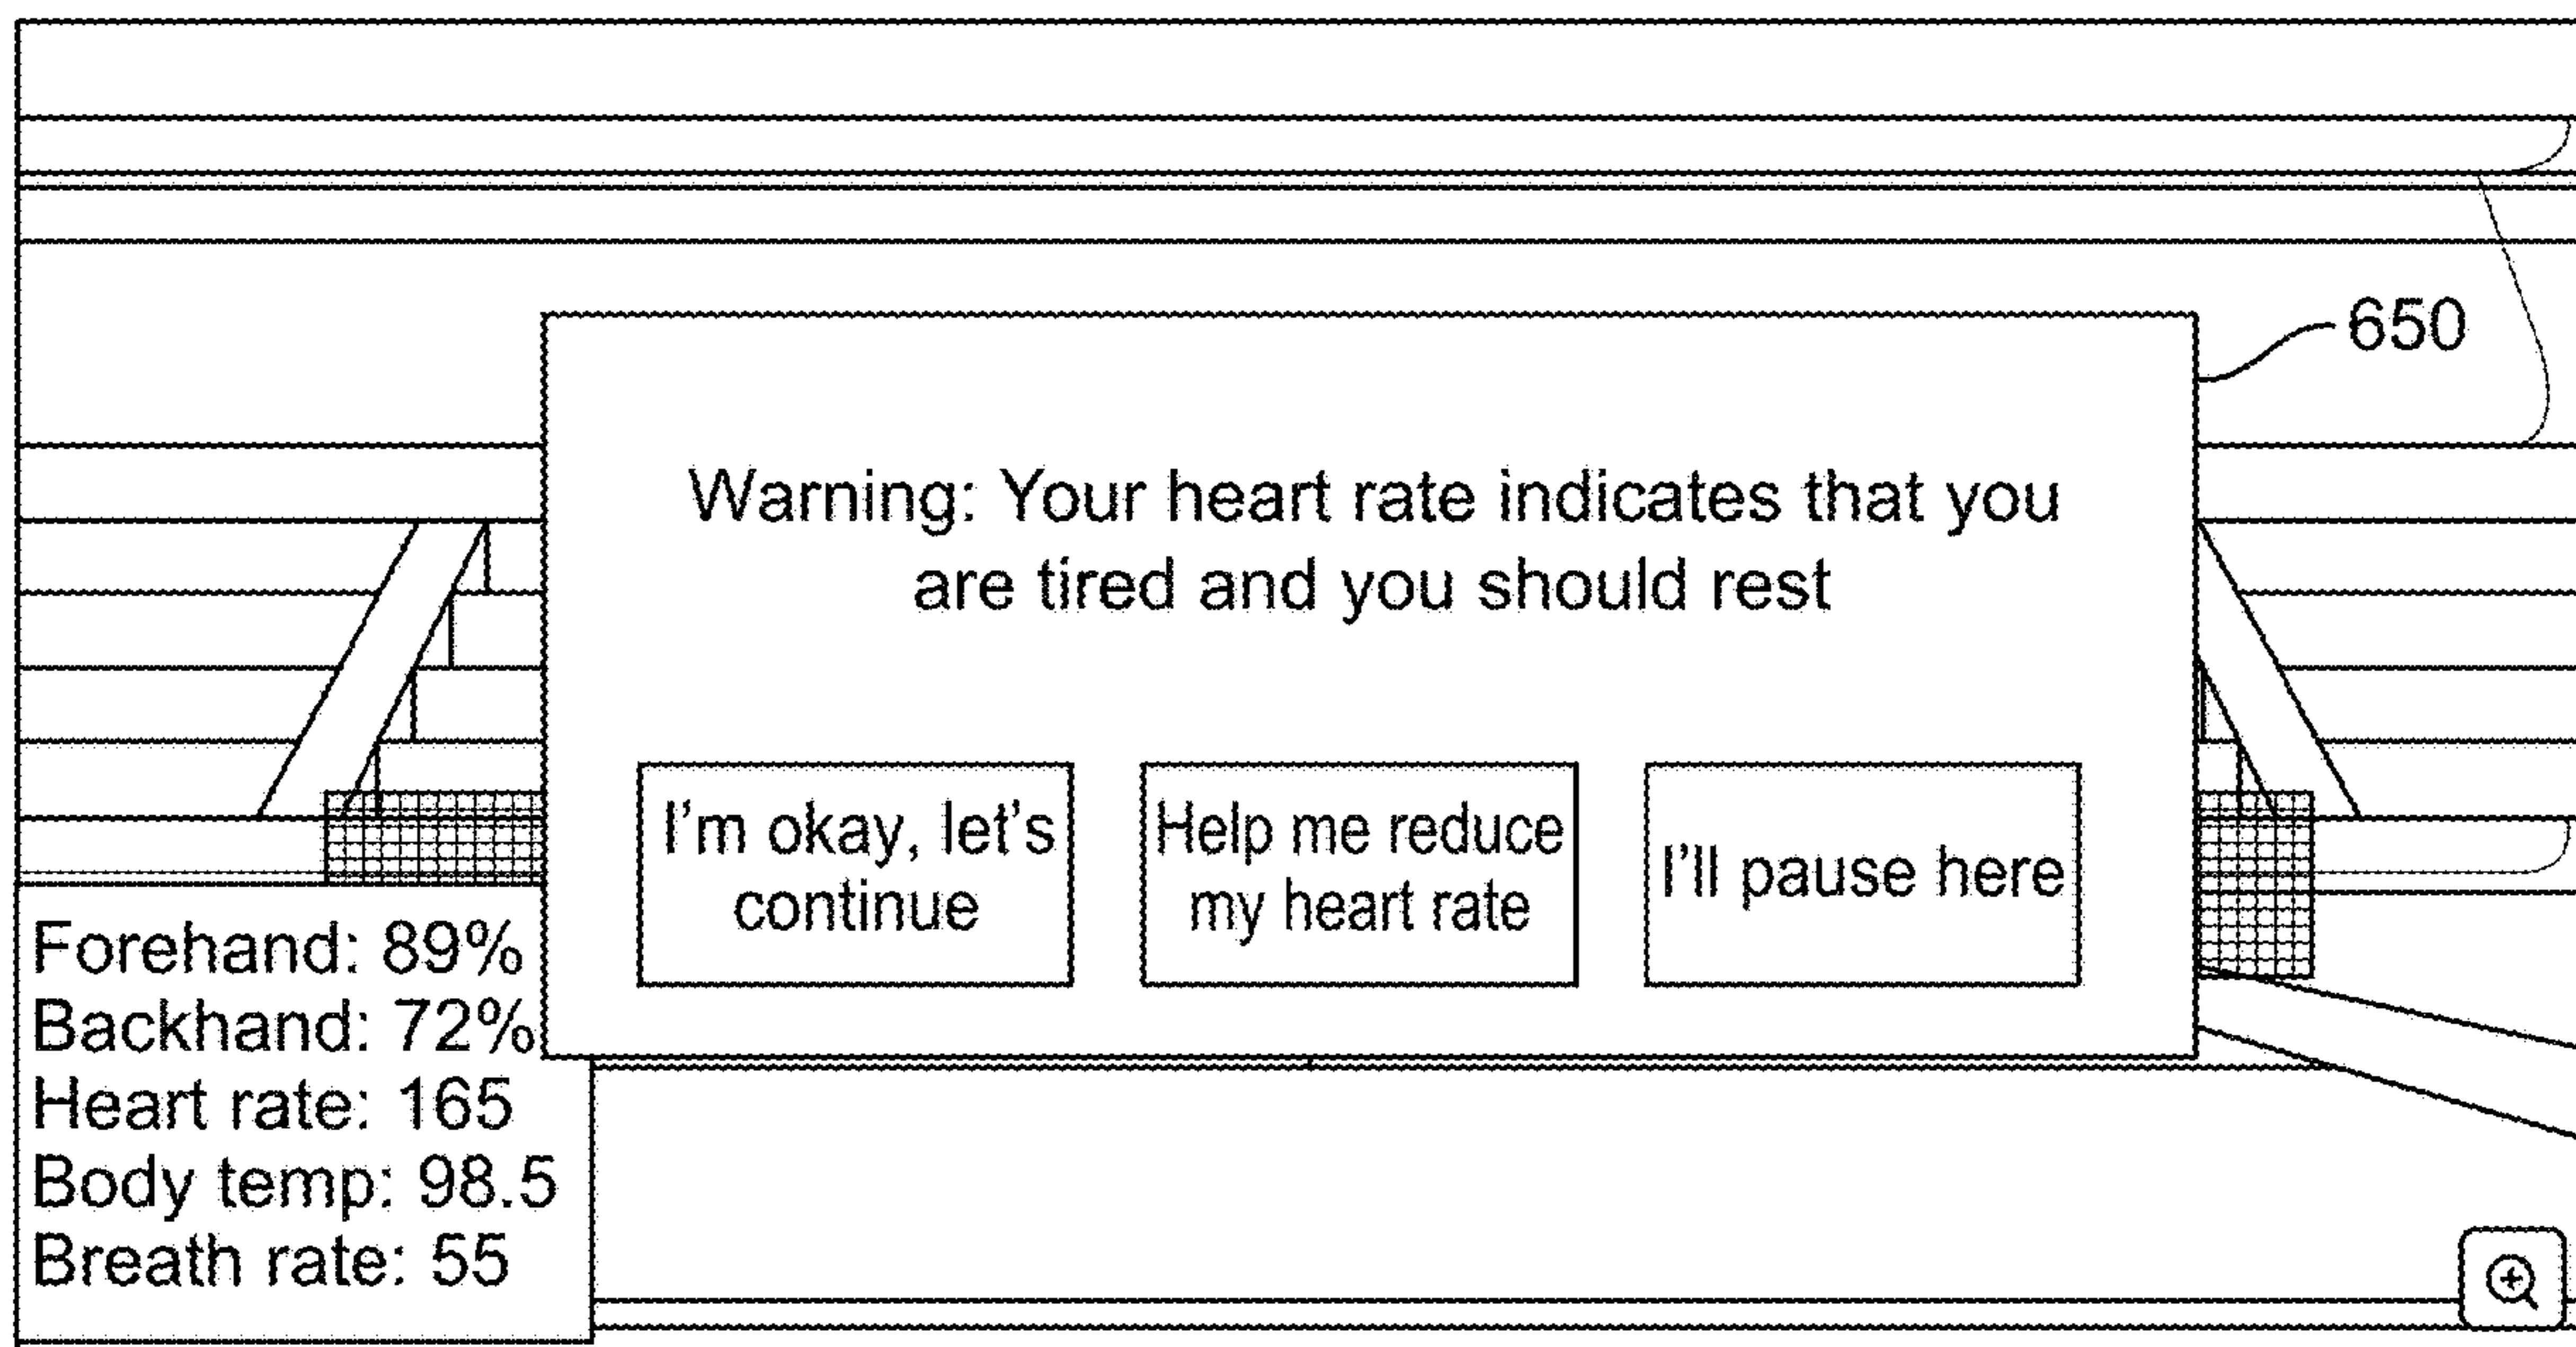 650
Warning: Your heart rate indicates that you
are tired and you should rest
I'm okay, let's
continue
Help me reduce
my heart rate
I'll pause here
Forehand: 89%
Backhand: 72%
Heart rate: 165
Body temp: 98.5
Breath rate: 55